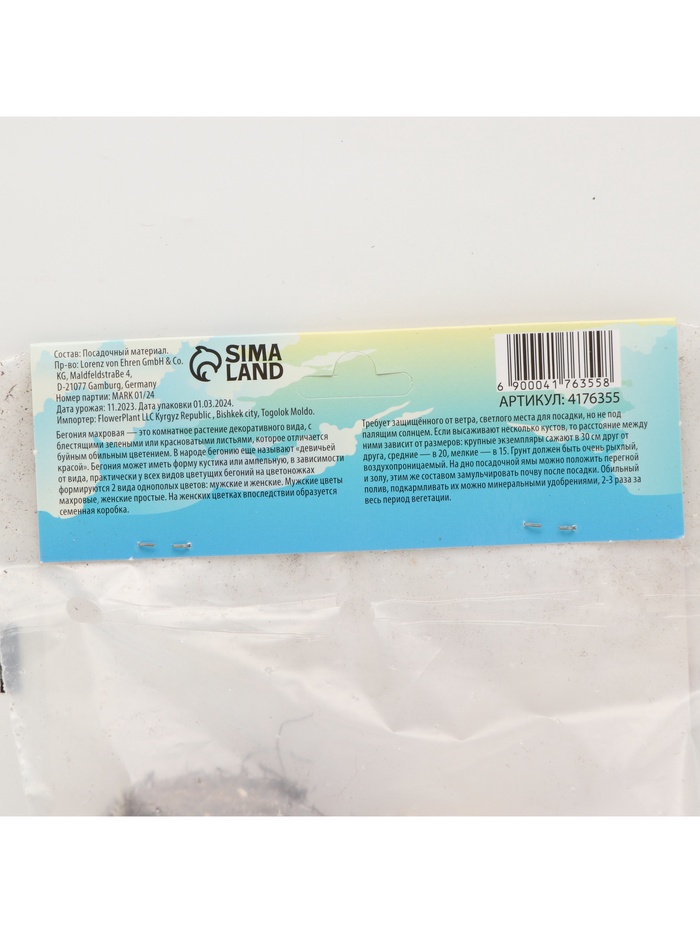 Состав: Посадочный материал.
Пр-во: Lorenz von Ehren GmbH & Co.
KG, Maldfeldstraße 4,
D-21077 Gamburg, Germany
Номер партии: MARK 01/24
Дата урожая: 11.2023. Дата упаковки 01.03.2024.
Импортер: FlowerPlant LLC Kyrgyz Republic , Bishkek city, Togolok Moldo.
SIMA
LAND
6 900041 763558
АРТИКУЛ: 4176355
Бегония махровая — это комнатное растение декоративного вида, с
блестящими зелеными или красноватыми листьями, которое отличается
буйным обильным цветением. В народе бегонию еще называют «девичьей
красой». Бегония может иметь форму кустика или ампельную, в зависимости
от вида, практически у всех видов цветущих бегоний на цветоножках
формируются 2 вида однополых цветов: мужские и женские. Мужские цветы
махровые, женские простые. На женских цветках впоследствии образуется
семенная коробка.
Требует защищённого от ветра, светлого места для посадки, но не под
палящим солнцем. Если высаживают несколько кустов, то расстояние между
ними зависит от размеров: крупные экземпляры сажают в 30 см друг от
друга, средние — в 20, мелкие — в 15. Грунт должен быть очень рыхлый,
воздухопроницаемый. На дно посадочной ямы можно положить перегной
и золу, этим же составом замульчировать почву после посадки. Обильный
полив, подкармливать их можно минеральными удобрениями, 2-3 раза за
весь период вегетации.